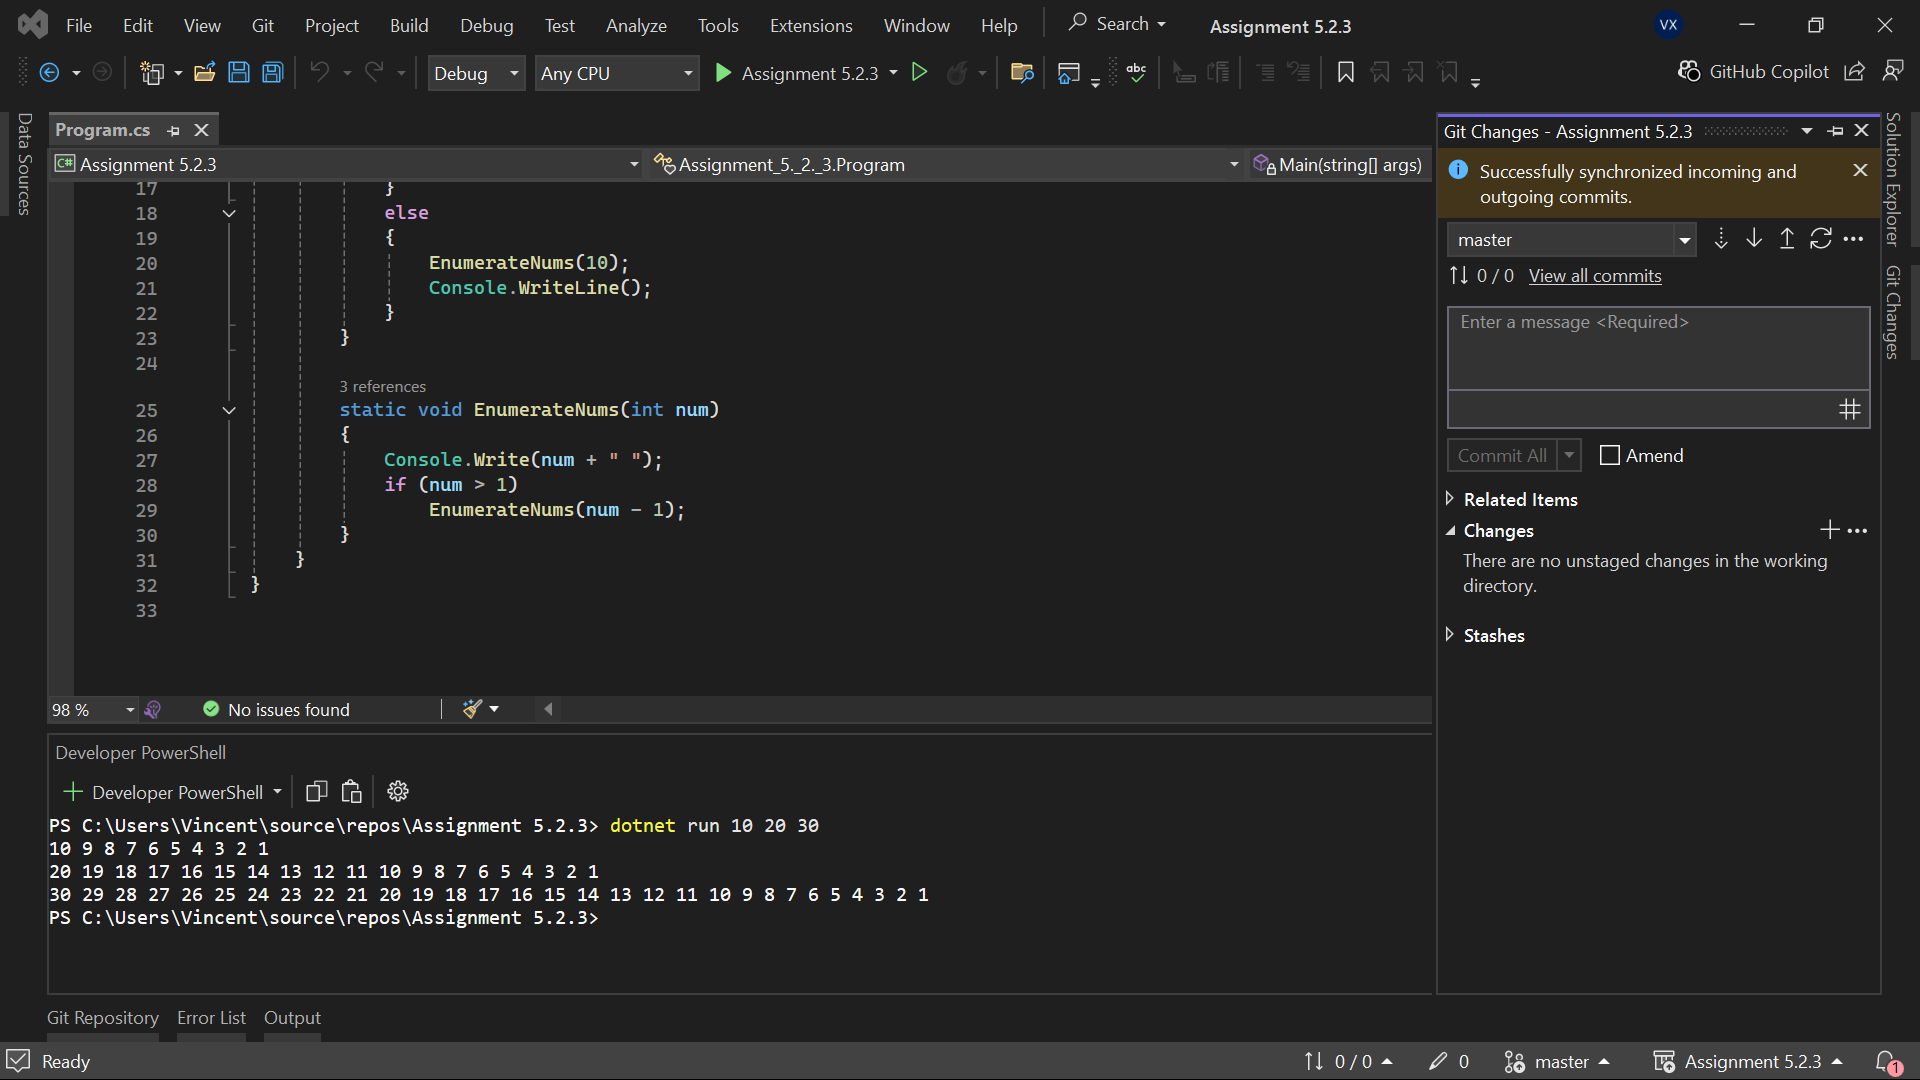 File Edit View Git Project Build Debug Test Analyze Tools Extensions Window Help Search Assignment 5.2.3 VX
Debug Any CPU Assignment 5.2.3 abc GitHub Copilot
Data Sources
Program.cs
C# Assignment 5.2.3 Assignment_5._2._3.Program Main(string[] args)
17 }
18 else
19 {
20 EnumerateNums(10);
21 Console.WriteLine();
22 }
23 }
24
3 references
25 static void EnumerateNums(int num)
26 {
27 Console.Write(num + " ");
28 if (num > 1)
29 EnumerateNums(num - 1);
30 }
31 }
32 }
33
98 % No issues found
Developer PowerShell
Developer PowerShell
PS C:\Users\Vincent\source\repos\Assignment 5.2.3> dotnet run 10 20 30
10 9 8 7 6 5 4 3 2 1
20 19 18 17 16 15 14 13 12 11 10 9 8 7 6 5 4 3 2 1
30 29 28 27 26 25 24 23 22 21 20 19 18 17 16 15 14 13 12 11 10 9 8 7 6 5 4 3 2 1
PS C:\Users\Vincent\source\repos\Assignment 5.2.3>
Git Changes - Assignment 5.2.3
Successfully synchronized incoming and
outgoing commits.
master
0 / 0 View all commits
Enter a message <Required>
Commit All Amend
Related Items
Changes
There are no unstaged changes in the working
directory.
Stashes
Solution Explorer
Git Changes
Git Repository Error List Output
Ready 0 / 0 0 master Assignment 5.2.3 1